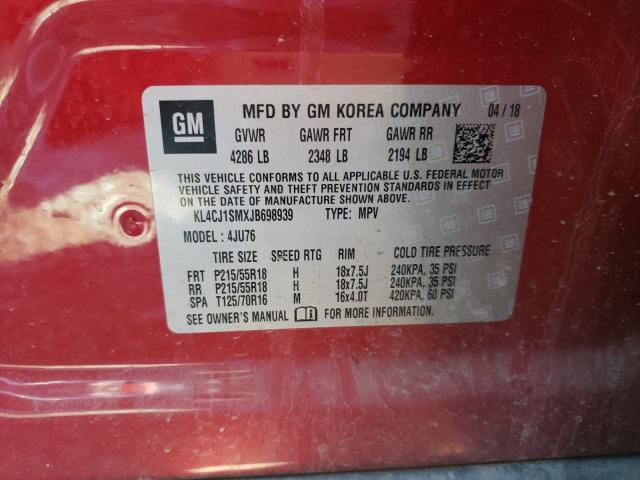 GM MFD BY GM KOREA COMPANY 04 / 18
GVWR GAWR FRT GAWR RR
4286 LB 2348 LB 2194 LB
THIS VEHICLE CONFORMS TO ALL APPLICABLE U.S. FEDERAL MOTOR
VEHICLE SAFETY AND THEFT PREVENTION STANDARDS IN EFFECT
ON THE DATE OF MANUFACTURE SHOWN ABOVE.
KL4CJ1SMXJB698939 TYPE: MPV
MODEL : 4JU76
TIRE SIZE SPEED RTG RIM COLD TIRE PRESSURE
FRT P215/55R18 H 18x7.5J 240KPA, 35 PSI
RR P215/55R18 H 18x7.5J 240KPA, 35 PSI
SPA T125/70R16 M 16x4.0T 420KPA, 60 PSI
SEE OWNER'S MANUAL FOR MORE INFORMATION.